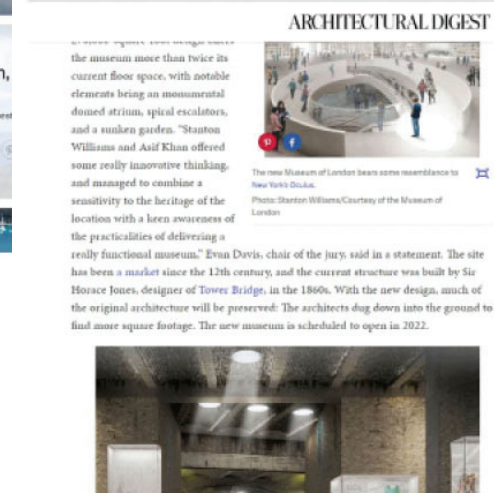 ARCHITECTURAL DIGEST
the museum more than twice its
current floor space, with notable
elements being an monumental
domed atrium, spiral escalators,
and a sunken garden. "Stanton
Williams and Asif Khan offered
some really innovative thinking,
and managed to combine a
sensitivity to the heritage of the
location with a keen awareness of
the practicalities of delivering a
The new Museum of London bears some resemblance to
New York's Oculus.
Photo: Stanton Williams/Courtesy of the Museum of
London
really functional museum," Evan Davis, chair of the jury, said in a statement. The site
has been a market since the 12th century, and the current structure was built by Sir
Horace Jones, designer of Tower Bridge, in the 1860s. With the new design, much of
the original architecture will be preserved: The architects dug down into the ground to
find more square footage. The new museum is scheduled to open in 2022.